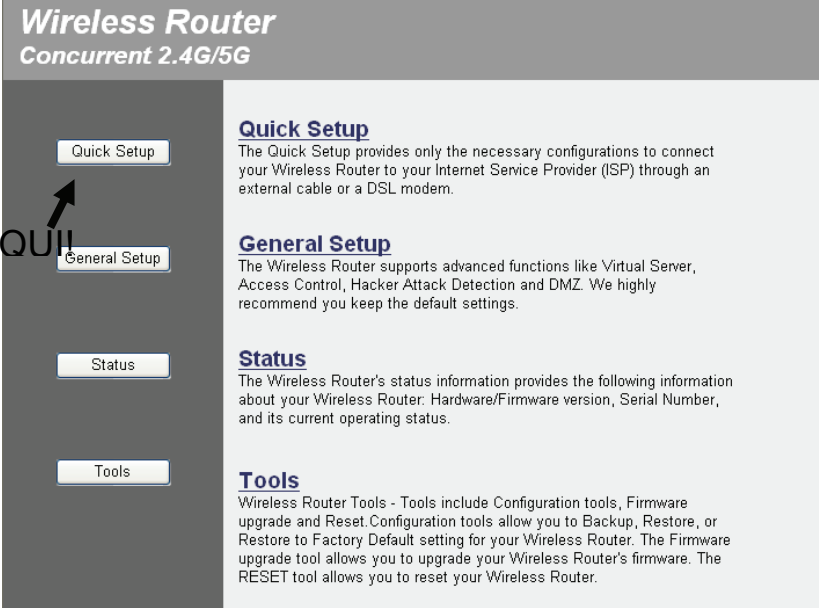 Wireless Router
Concurrent 2.4G/5G
Quick Setup
QUI!
General Setup
Status
Tools
Quick Setup
The Quick Setup provides only the necessary configurations to connect
your Wireless Router to your Internet Service Provider (ISP) through an
external cable or a DSL modem.
General Setup
The Wireless Router supports advanced functions like Virtual Server,
Access Control, Hacker Attack Detection and DMZ. We highly
recommend you keep the default settings.
Status
The Wireless Router's status information provides the following information
about your Wireless Router: Hardware/Firmware version, Serial Number,
and its current operating status.
Tools
Wireless Router Tools - Tools include Configuration tools, Firmware
upgrade and Reset.Configuration tools allow you to Backup, Restore, or
Restore to Factory Default setting for your Wireless Router. The Firmware
upgrade tool allows you to upgrade your Wireless Router's firmware. The
RESET tool allows you to reset your Wireless Router.